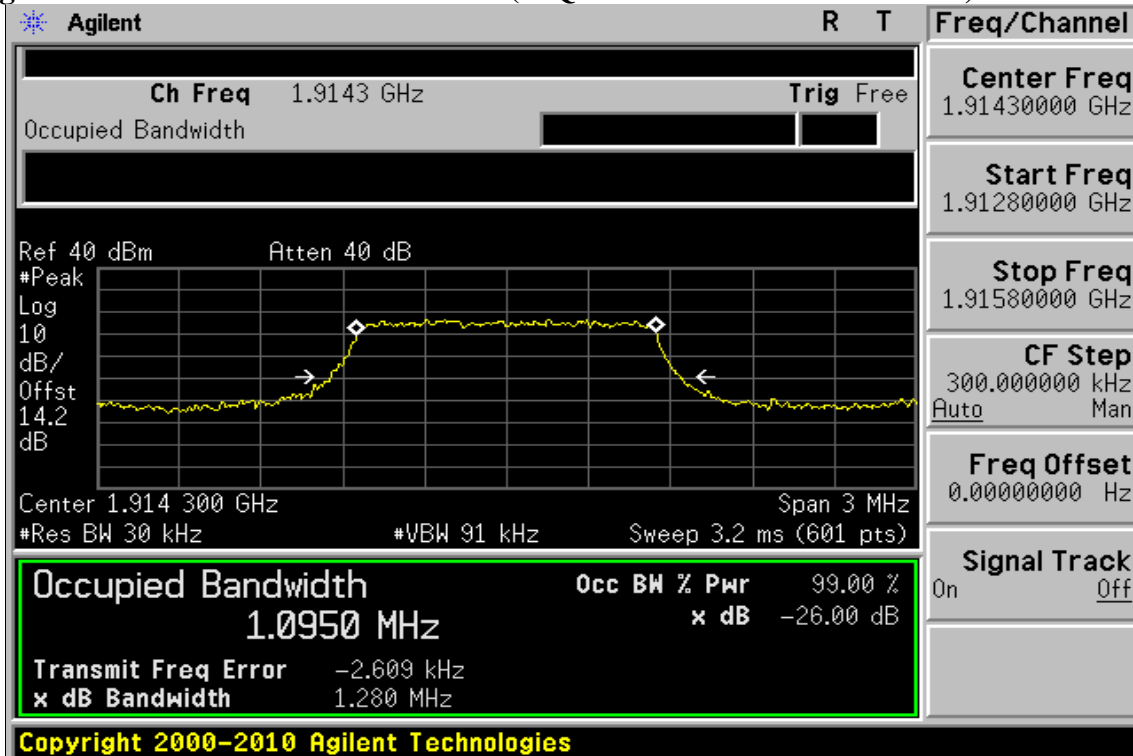 Agilent R T
Ch Freq 1.9143 GHz Trig Free
Occupied Bandwidth
Ref 40 dBm Atten 40 dB
#Peak
Log
10
dB/
Offst
14.2
dB
Center 1.914 300 GHz Span 3 MHz
#Res BW 30 kHz #VBW 91 kHz Sweep 3.2 ms (601 pts)
Occupied Bandwidth
1.0950 MHz
Occ BW % Pwr 99.00 %
x dB -26.00 dB
Transmit Freq Error -2.609 kHz
x dB Bandwidth 1.280 MHz
Copyright 2000-2010 Agilent Technologies
Freq/Channel
Center Freq
1.91430000 GHz
Start Freq
1.91280000 GHz
Stop Freq
1.91580000 GHz
CF Step
300.000000 kHz
Auto Man
Freq Offset
0.00000000 Hz
Signal Track
On Off